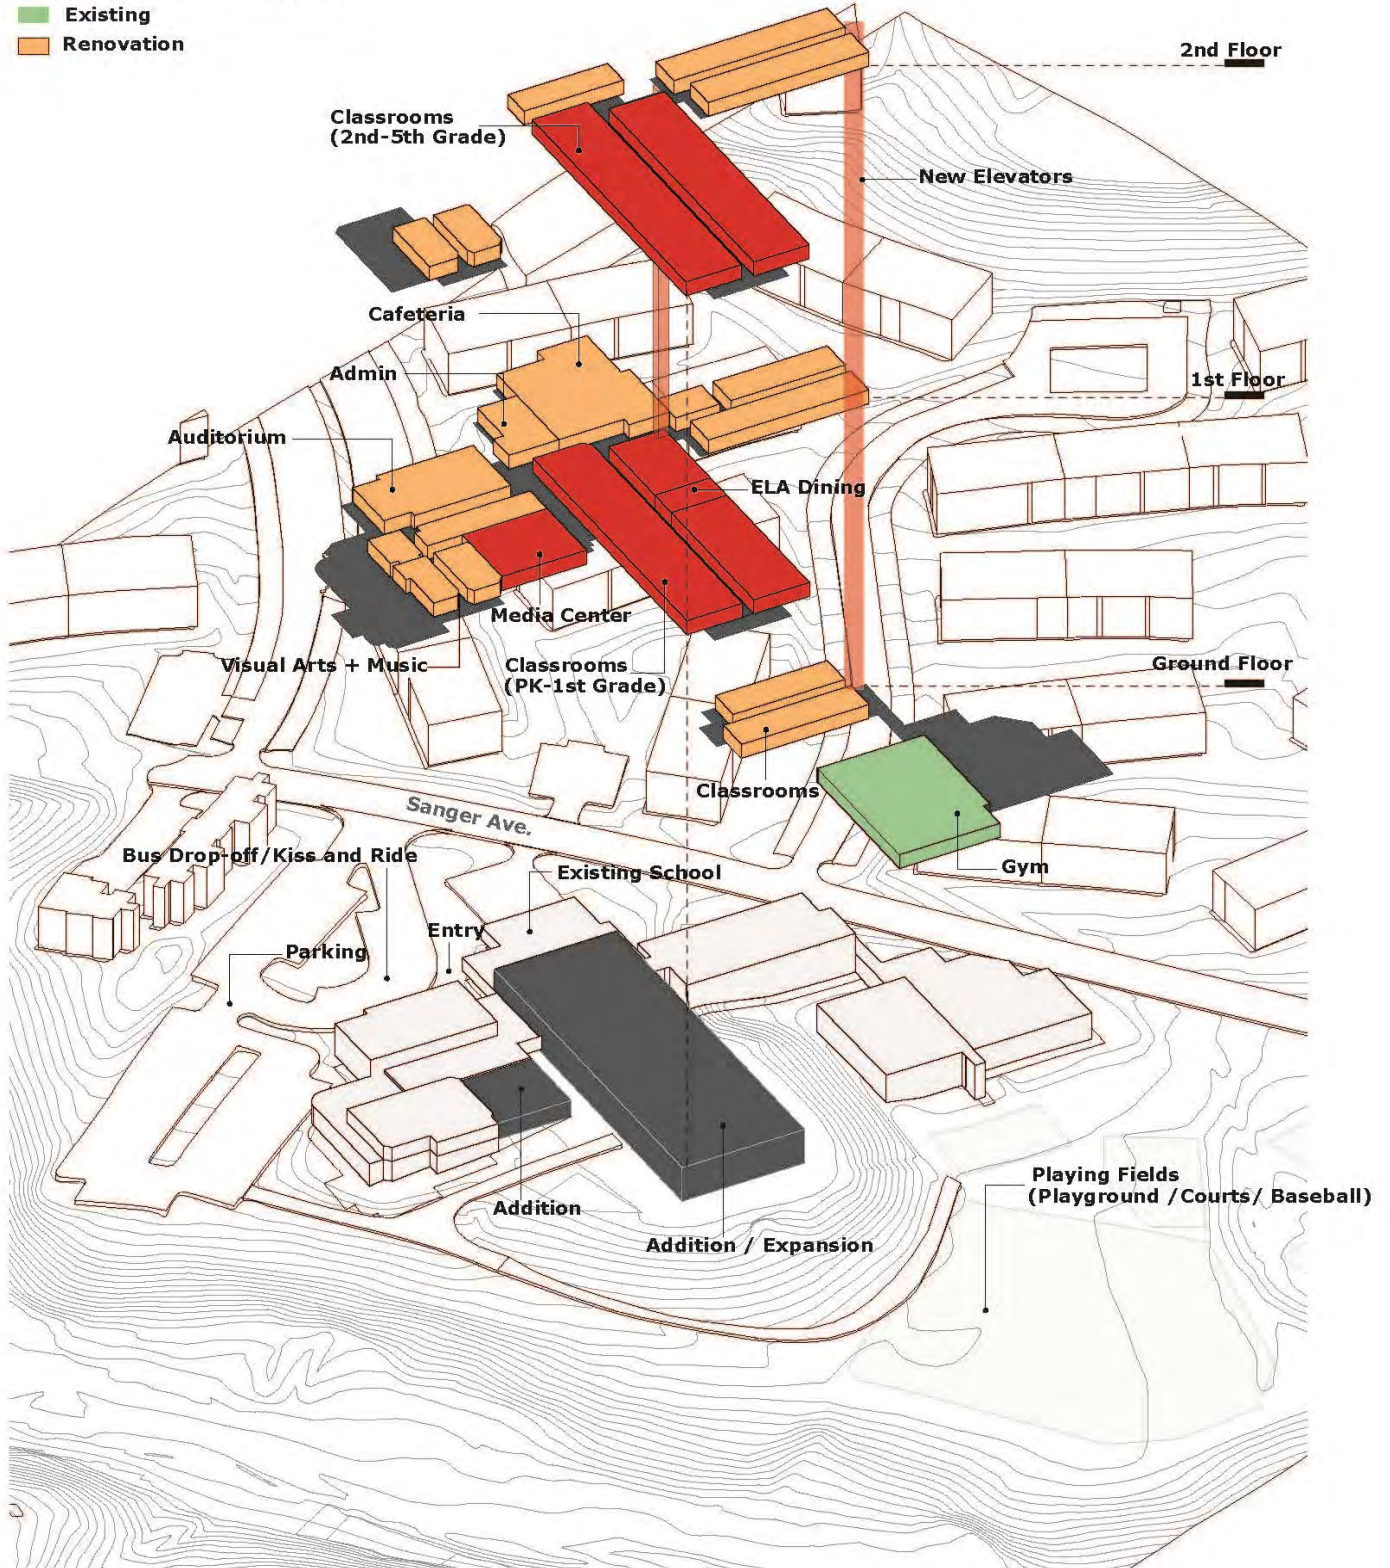 Existing
Renovation
2nd Floor
Classrooms
(2nd-5th Grade)
New Elevators
Cafeteria
Admin
1st Floor
Auditorium
ELA Dining
Media Center
Visual Arts + Music
Classrooms
(PK-1st Grade)
Ground Floor
Classrooms
Sanger Ave.
Bus Drop-off/Kiss and Ride
Existing School
Gym
Entry
Parking
Playing Fields
(Playground /Courts/ Baseball)
Addition
Addition / Expansion